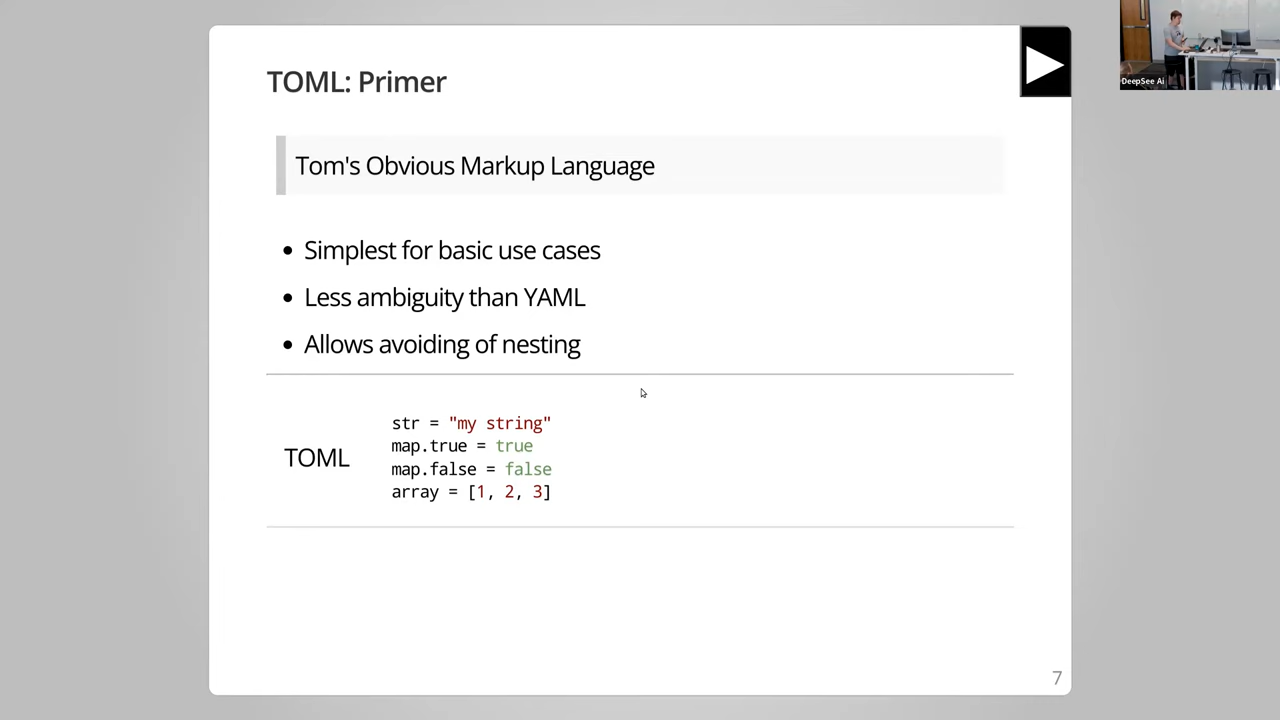 TOML: Primer
Tom's Obvious Markup Language
• Simplest for basic use cases
• Less ambiguity than YAML
• Allows avoiding of nesting
TOML
str = "my string"
map.true = true
map.false = false
array = [1, 2, 3]
7
DeepSee Ai